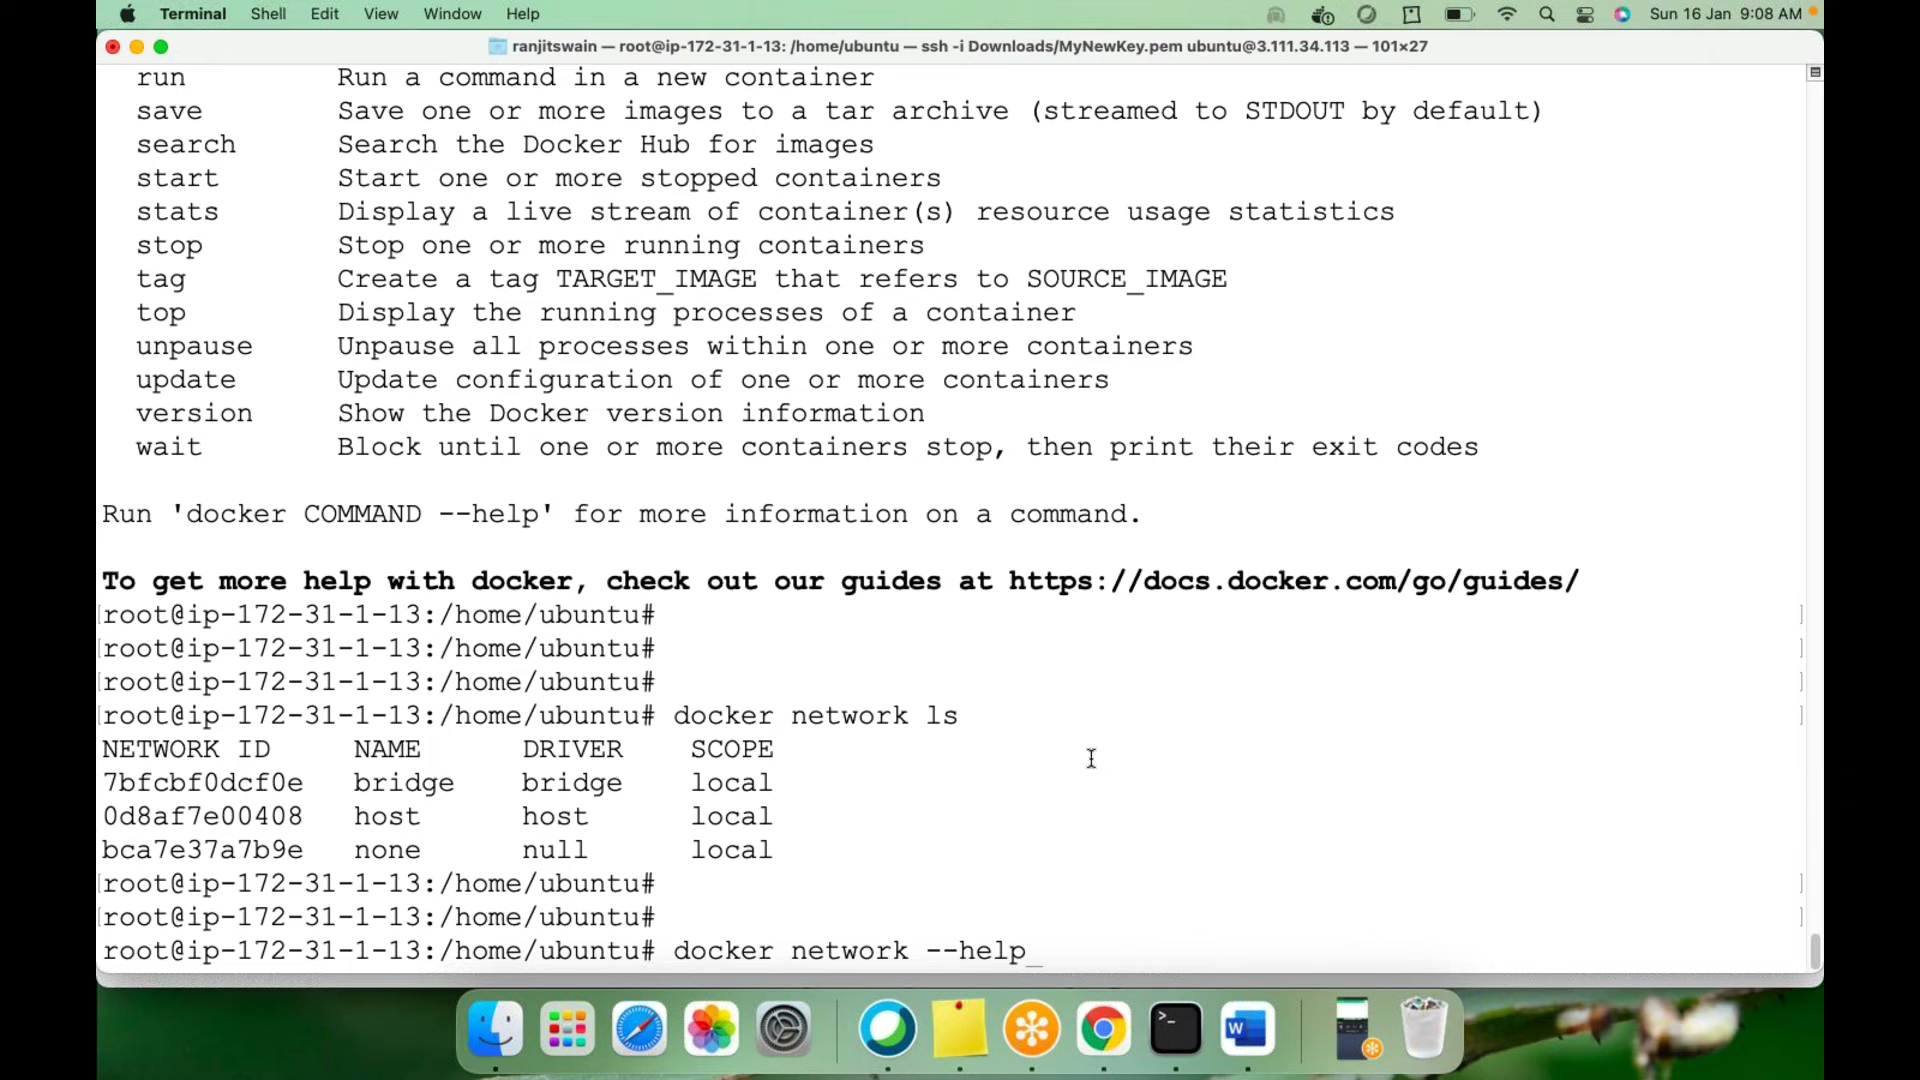 Terminal Shell Edit View Window Help Sun 16 Jan 9:08 AM
ranjitswain — root@ip-172-31-1-13: /home/ubuntu — ssh -i Downloads/MyNewKey.pem ubuntu@3.111.34.113 — 101×27
run Run a command in a new container
save Save one or more images to a tar archive (streamed to STDOUT by default)
search Search the Docker Hub for images
start Start one or more stopped containers
stats Display a live stream of container(s) resource usage statistics
stop Stop one or more running containers
tag Create a tag TARGET_IMAGE that refers to SOURCE_IMAGE
top Display the running processes of a container
unpause Unpause all processes within one or more containers
update Update configuration of one or more containers
version Show the Docker version information
wait Block until one or more containers stop, then print their exit codes
Run 'docker COMMAND --help' for more information on a command.
To get more help with docker, check out our guides at https://docs.docker.com/go/guides/
[root@ip-172-31-1-13:/home/ubuntu# ]
[root@ip-172-31-1-13:/home/ubuntu# ]
[root@ip-172-31-1-13:/home/ubuntu# ]
[root@ip-172-31-1-13:/home/ubuntu# docker network ls ]
NETWORK ID NAME DRIVER SCOPE
7bfcbf0dcf0e bridge bridge local
0d8af7e00408 host host local
bca7e37a7b9e none null local
[root@ip-172-31-1-13:/home/ubuntu# ]
[root@ip-172-31-1-13:/home/ubuntu# ]
root@ip-172-31-1-13:/home/ubuntu# docker network --help_
>_
W